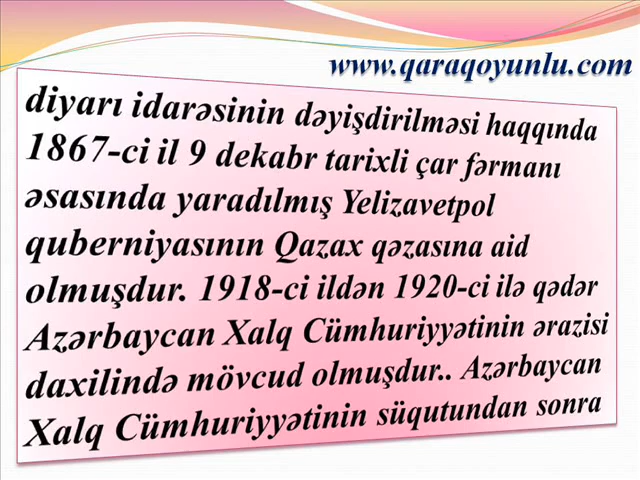 www.qaraqoyunlu.com
diyarı idarəsinin dəyişdirilməsi haqqında
1867-ci il 9 dekabr tarixli çar fərmanı
əsasında yaradılmış Yelizavetpol
quberniyasının Qazax qəzasına aid
olmuşdur. 1918-ci ildən 1920-ci ilə qədər
Azərbaycan Xalq Cümhuriyyətinin ərazisi
daxilində mövcud olmuşdur.. Azərbaycan
Xalq Cümhuriyyətinin süqutundan sonra